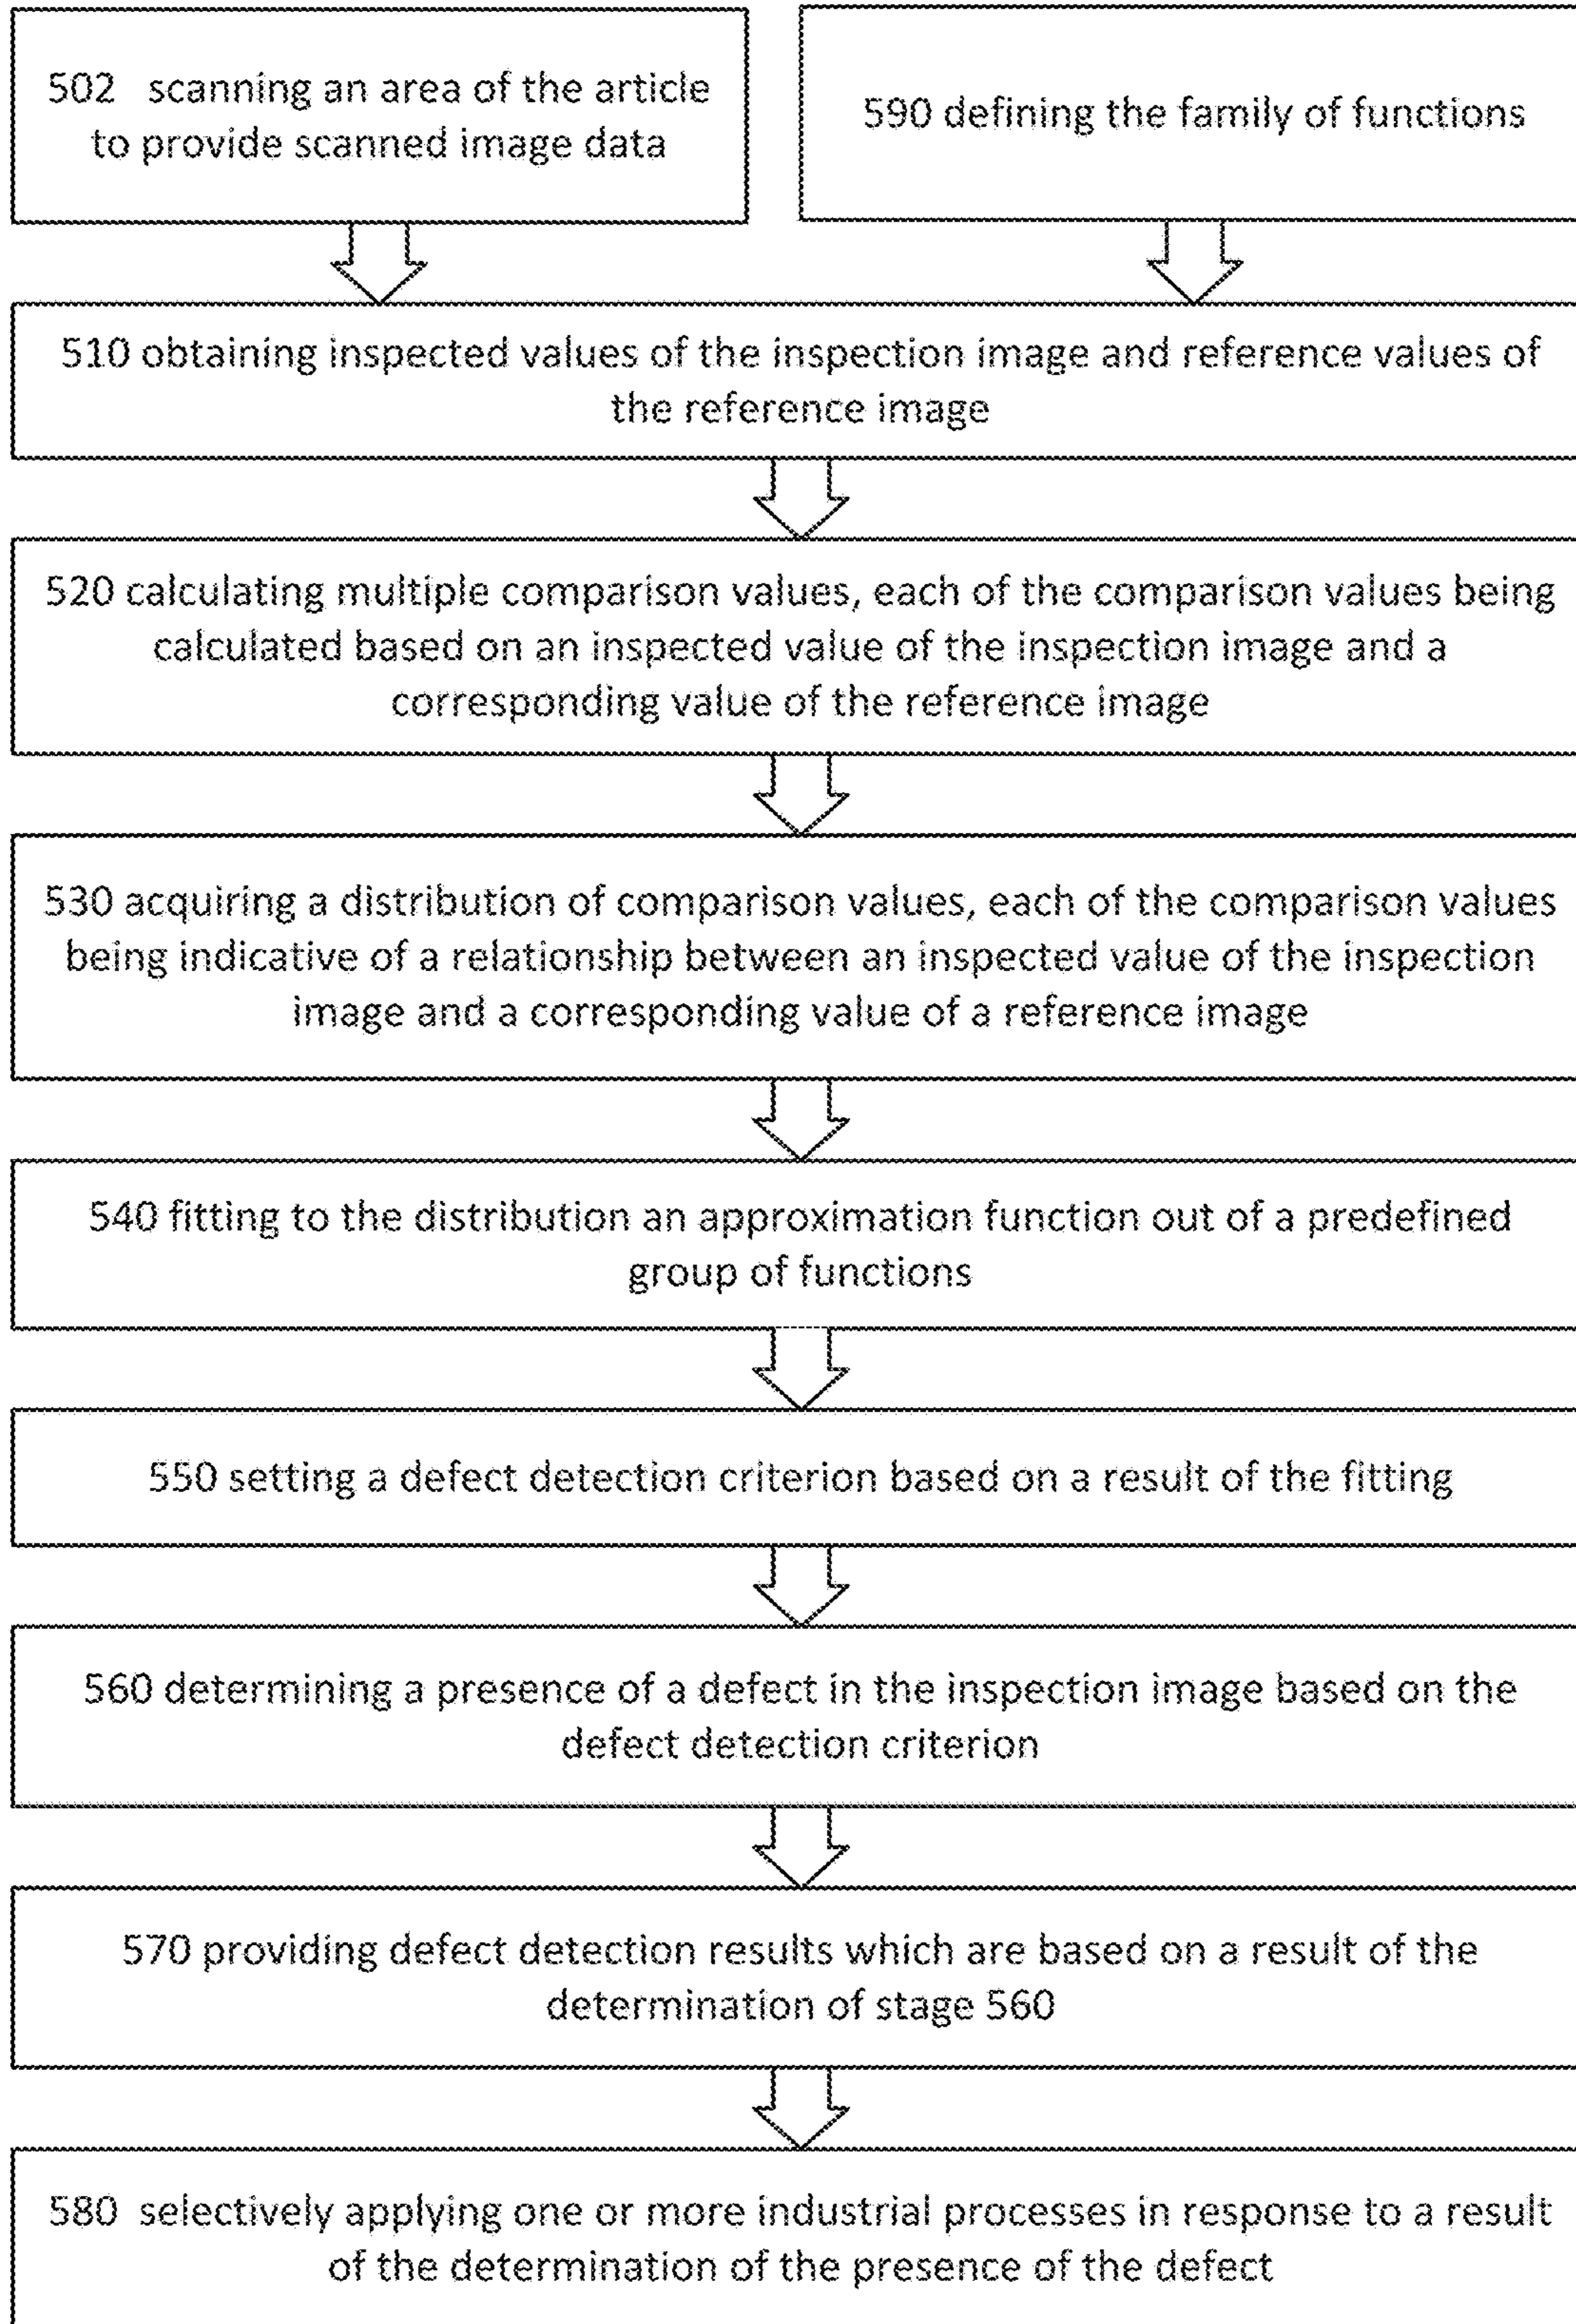 502 scanning an area of the article
to provide scanned image data
590 defining the family of functions
510 obtaining inspected values of the inspection image and reference values of
the reference image
520 calculating multiple comparison values, each of the comparison values being
calculated based on an inspected value of the inspection image and a
corresponding value of the reference image
530 acquiring a distribution of comparison values, each of the comparison values
being indicative of a relationship between an inspected value of the inspection
image and a corresponding value of a reference image
540 fitting to the distribution an approximation function out of a predefined
group of functions
550 setting a defect detection criterion based on a result of the fitting
560 determining a presence of a defect in the inspection image based on the
defect detection criterion
570 providing defect detection results which are based on a result of the
determination of stage 560
580 selectively applying one or more industrial processes in response to a result
of the determination of the presence of the defect